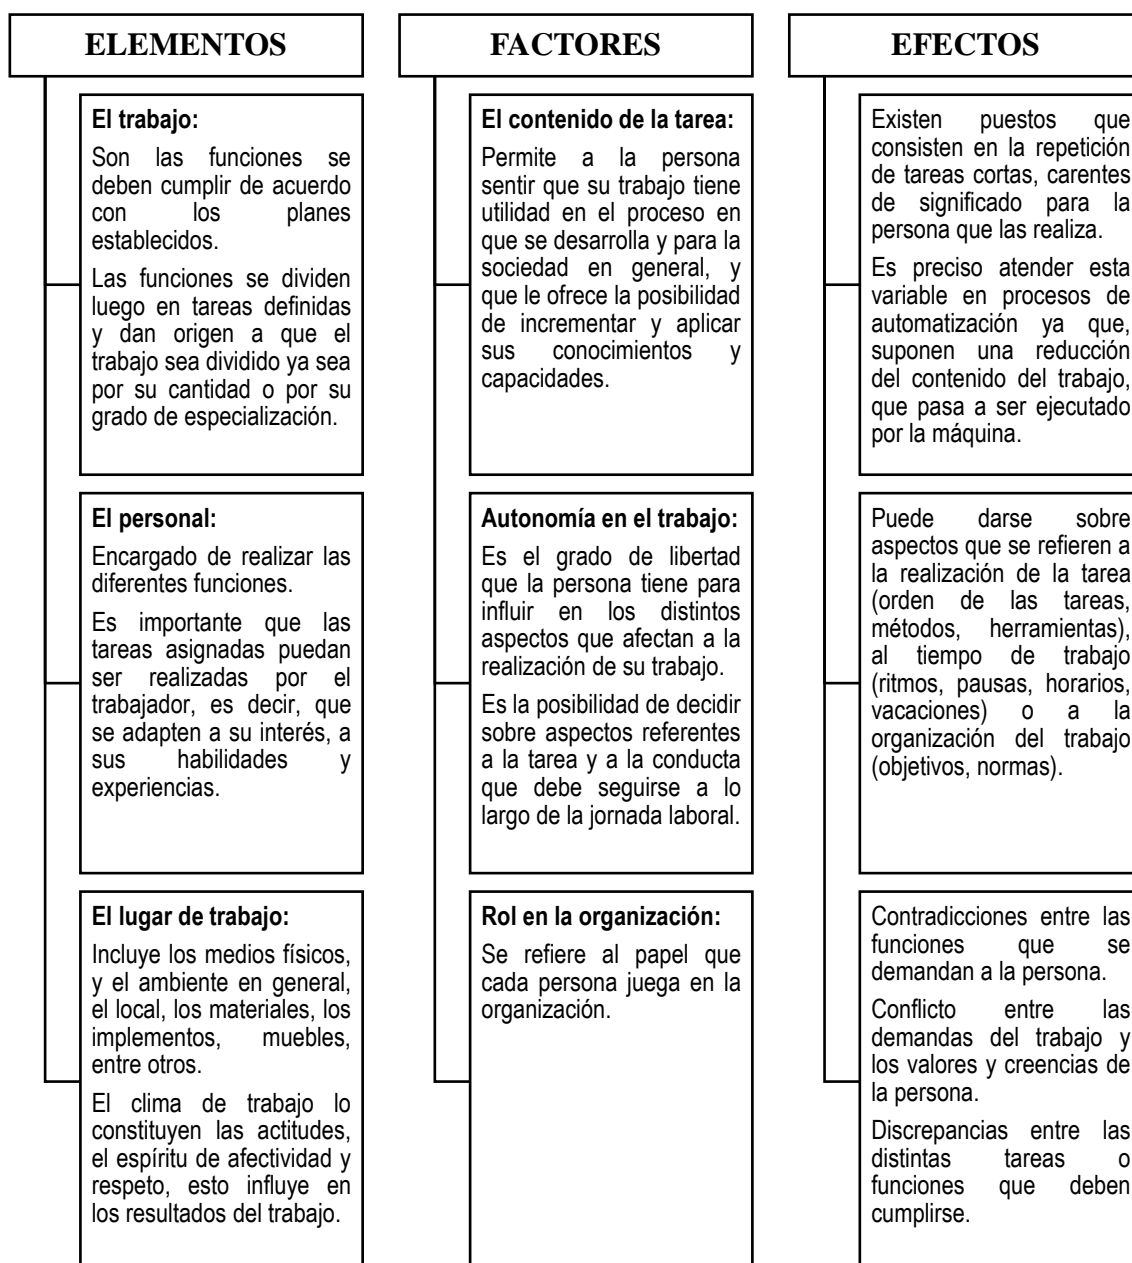 ELEMENTOS
El trabajo:
Son las funciones se
deben cumplir de acuerdo
con los planes
establecidos.
Las funciones se dividen
luego en tareas definidas
y dan origen a que el
trabajo sea dividido ya sea
por su cantidad o por su
grado de especialización.
El personal:
Encargado de realizar las
diferentes funciones.
Es importante que las
tareas asignadas puedan
ser realizadas por el
trabajador, es decir, que
se adapten a su interés, a
sus habilidades y
experiencias.
El lugar de trabajo:
Incluye los medios físicos,
y el ambiente en general,
el local, los materiales, los
implementos, muebles,
entre otros.
El clima de trabajo lo
constituyen las actitudes,
el espíritu de afectividad y
respeto, esto influye en
los resultados del trabajo.
FACTORES
El contenido de la tarea:
Permite a la persona
sentir que su trabajo tiene
utilidad en el proceso en
que se desarrolla y para la
sociedad en general, y
que le ofrece la posibilidad
de incrementar y aplicar
sus conocimientos y
capacidades.
Autonomía en el trabajo:
Es el grado de libertad
que la persona tiene para
influir en los distintos
aspectos que afectan a la
realización de su trabajo.
Es la posibilidad de decidir
sobre aspectos referentes
a la tarea y a la conducta
que debe seguirse a lo
largo de la jornada laboral.
Rol en la organización:
Se refiere al papel que
cada persona juega en la
organización.
EFECTOS
Existen puestos que
consisten en la repetición
de tareas cortas, carentes
de significado para la
persona que las realiza.
Es preciso atender esta
variable en procesos de
automatización ya que,
suponen una reducción
del contenido del trabajo,
que pasa a ser ejecutado
por la máquina.
Puede darse sobre
aspectos que se refieren a
la realización de la tarea
(orden de las tareas,
métodos, herramientas),
al tiempo de trabajo
(ritmos, pausas, horarios,
vacaciones) o a la
organización del trabajo
(objetivos, normas).
Contradicciones entre las
funciones que se
demandan a la persona.
Conflicto entre las
demandas del trabajo y
los valores y creencias de
la persona.
Discrepancias entre las
distintas tareas o
funciones que deben
cumplirse.